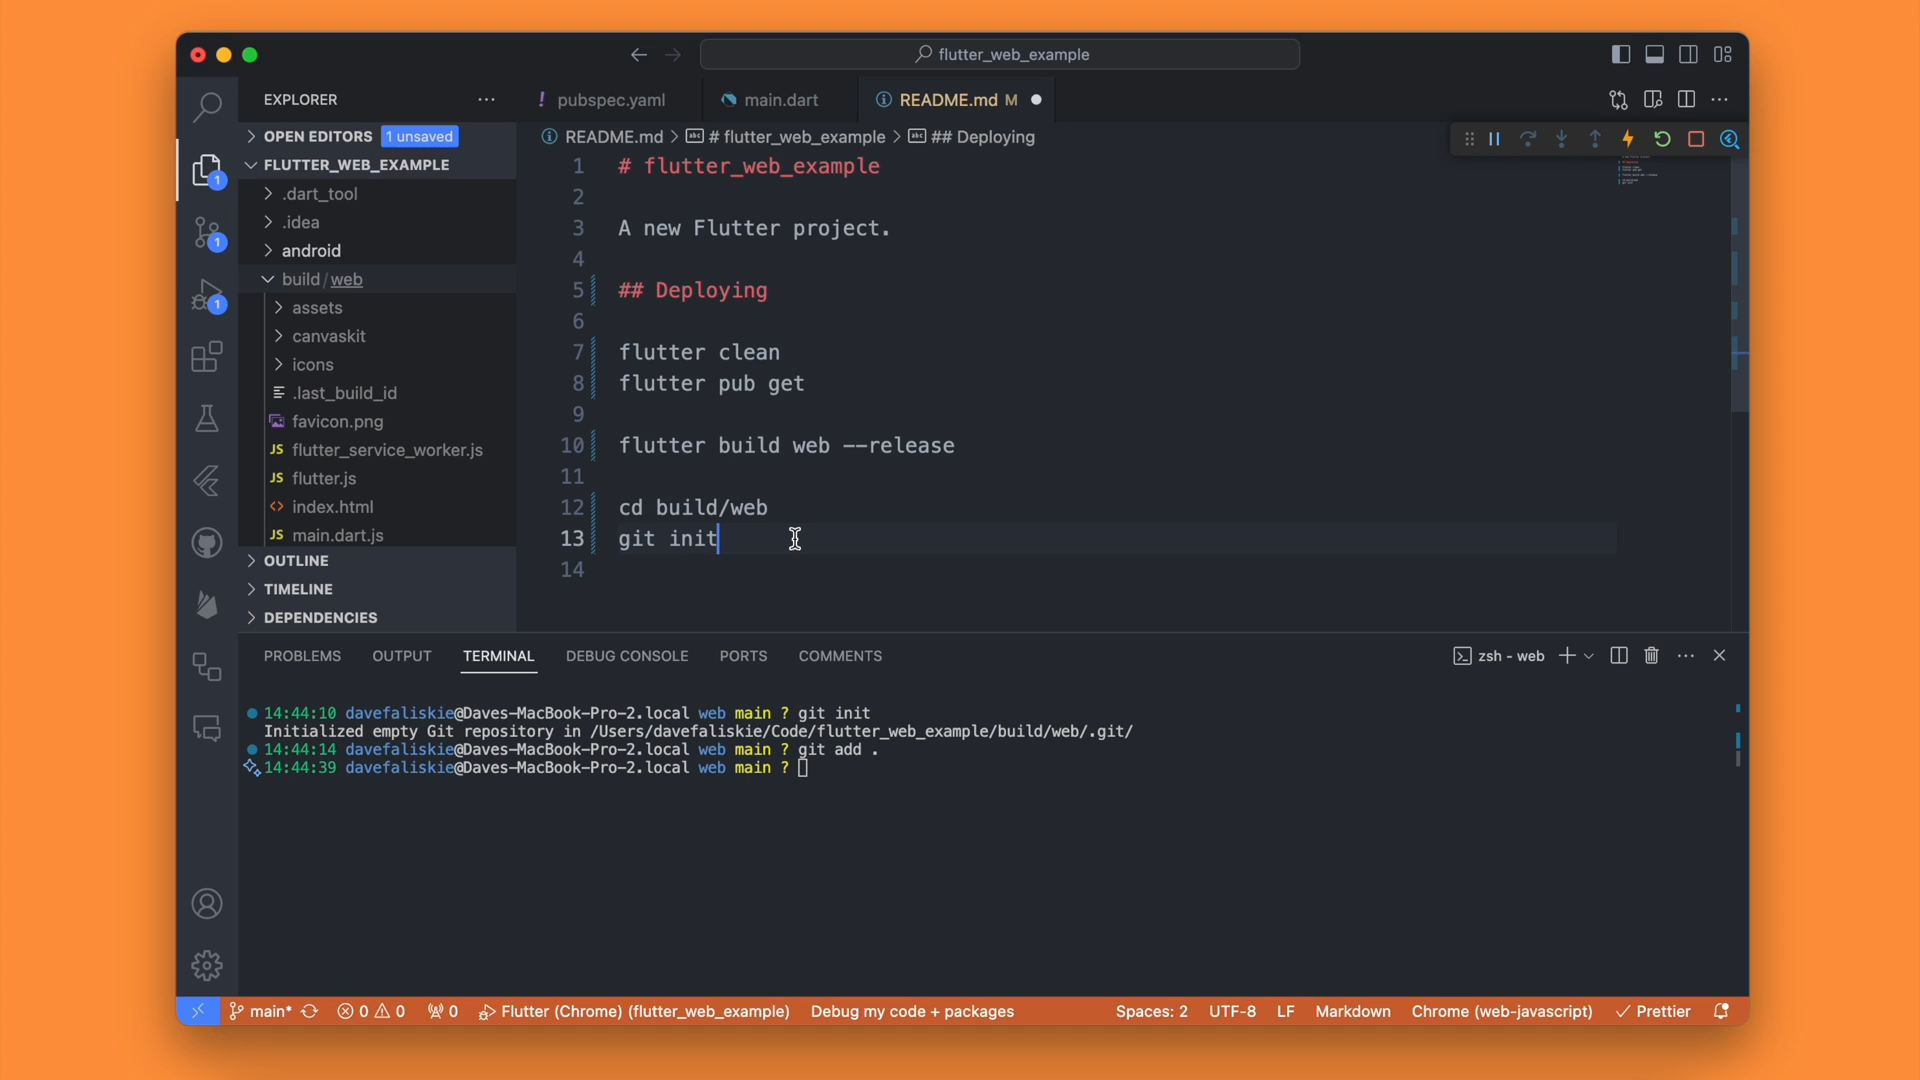 flutter_web_example
EXPLORER
pubspec.yaml
main.dart
README.md M
OPEN EDITORS 1 unsaved
README.md > # flutter_web_example > ## Deploying
FLUTTER_WEB_EXAMPLE
.dart_tool
.idea
android
build / web
assets
canvaskit
icons
.last_build_id
favicon.png
JS flutter_service_worker.js
JS flutter.js
<> index.html
JS main.dart.js
OUTLINE
TIMELINE
DEPENDENCIES
1
1
1
1 # flutter_web_example
2
3 A new Flutter project.
4
5 ## Deploying
6
7 flutter clean
8 flutter pub get
9
10 flutter build web --release
11
12 cd build/web
13 git init
14
PROBLEMS OUTPUT TERMINAL DEBUG CONSOLE PORTS COMMENTS
zsh - web
14:44:10 davefaliskie@Daves-MacBook-Pro-2.local web main ? git init
Initialized empty Git repository in /Users/davefaliskie/Code/flutter_web_example/build/web/.git/
14:44:14 davefaliskie@Daves-MacBook-Pro-2.local web main ? git add .
14:44:39 davefaliskie@Daves-MacBook-Pro-2.local web main ?
main* 0 0 0 Flutter (Chrome) (flutter_web_example) Debug my code + packages Spaces: 2 UTF-8 LF Markdown Chrome (web-javascript) Prettier